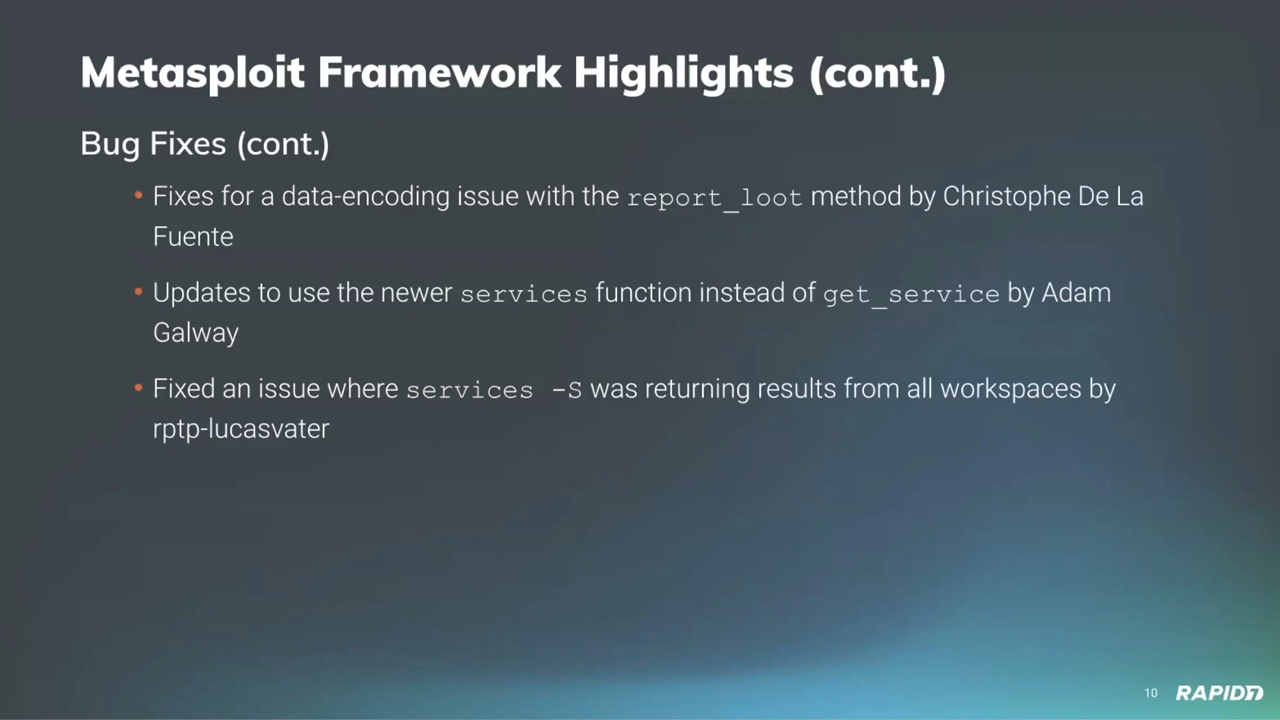 Metasploit Framework Highlights (cont.)
Bug Fixes (cont.)
• Fixes for a data-encoding issue with the report_loot method by Christophe De La
Fuente
• Updates to use the newer services function instead of get_service by Adam
Galway
• Fixed an issue where services -S was returning results from all workspaces by
rptp-lucasvater
10 RAPID7